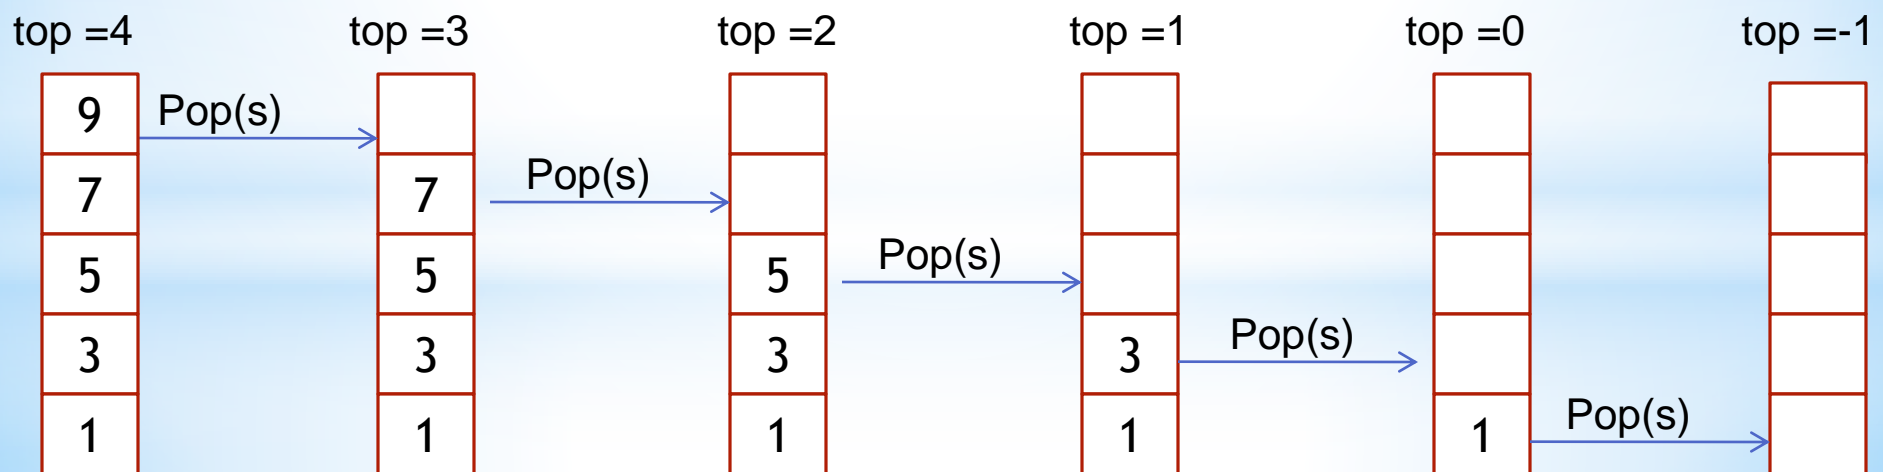 top =4
top =3
top =2
top =1
top =0
top =-1
9
Pop(s)
7
7
Pop(s)
5
5
5
Pop(s)
3
3
3
3
Pop(s)
1
1
1
1
1
Pop(s)